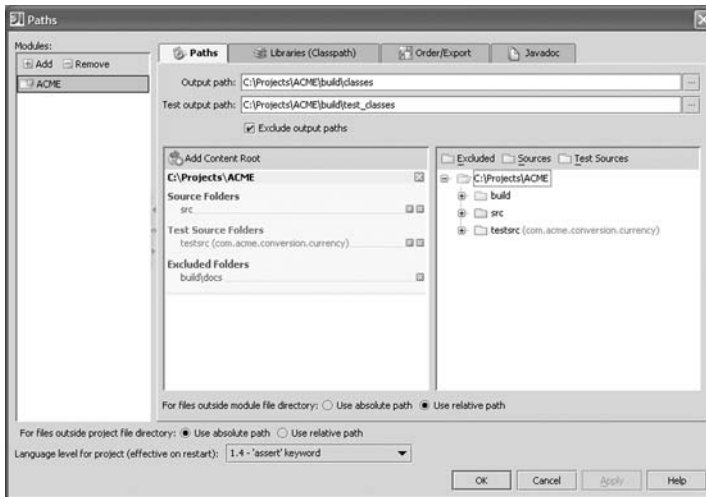 Paths
Modules:
Add Remove
ACME
Paths Libraries (Classpath) Order/Export Javadoc
Output path: C:\Projects\ACME\build\classes ...
Test output path: C:\Projects\ACME\build\test_classes ...
Exclude output paths
Add Content Root
C:\Projects\ACME
Source Folders
src
Test Source Folders
testsrc (com.acme.conversion.currency)
Excluded Folders
build\docs
Excluded Sources Test Sources
C:\Projects\ACME
build
src
testsrc (com.acme.conversion.currency)
For files outside module file directory: Use absolute path Use relative path
For files outside project file directory: Use absolute path Use relative path
Language level for project (effective on restart): 1.4 - 'assert' keyword
OK Cancel Apply Help